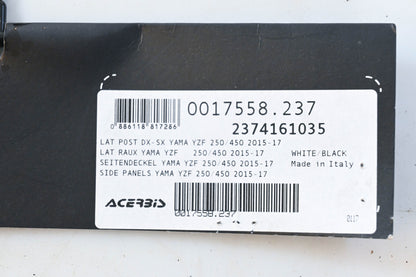 0017558.237
0 886118 817286
2374161035
LAT POST DX-SX YAMA YZF 250/450 2015-17
LAT RAUX YAMA YZF 250/450 2015-17 WHITE/BLACK
SEITENDECKEL YAMA YZF 250/450 2015-17 Made in Italy
SIDE PANELS YAMA YZF 250/450 2015-17
ACERBIS
0017558.237
0117